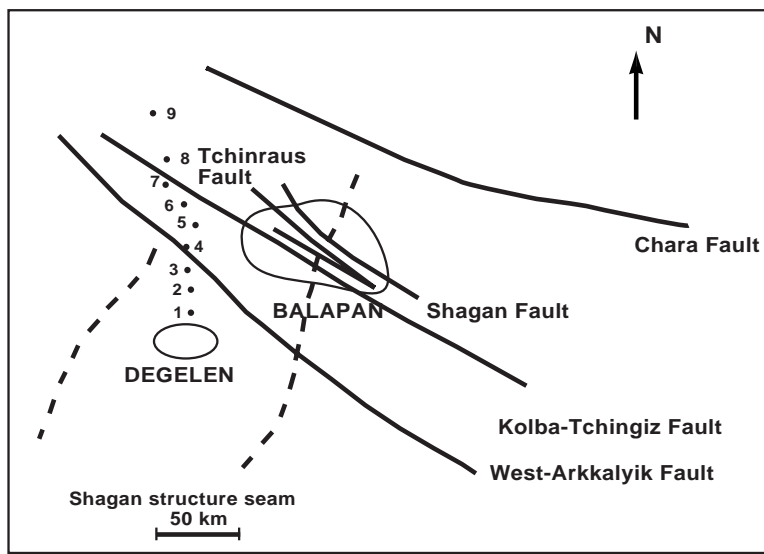 N
9
Tchinraus
Fault
8
7
6
5
4
3
2
1
Chara Fault
BALAPAN
Shagan Fault
DEGELEN
Kolba-Tchingiz Fault
West-Arkkalyik Fault
Shagan structure seam
50 km